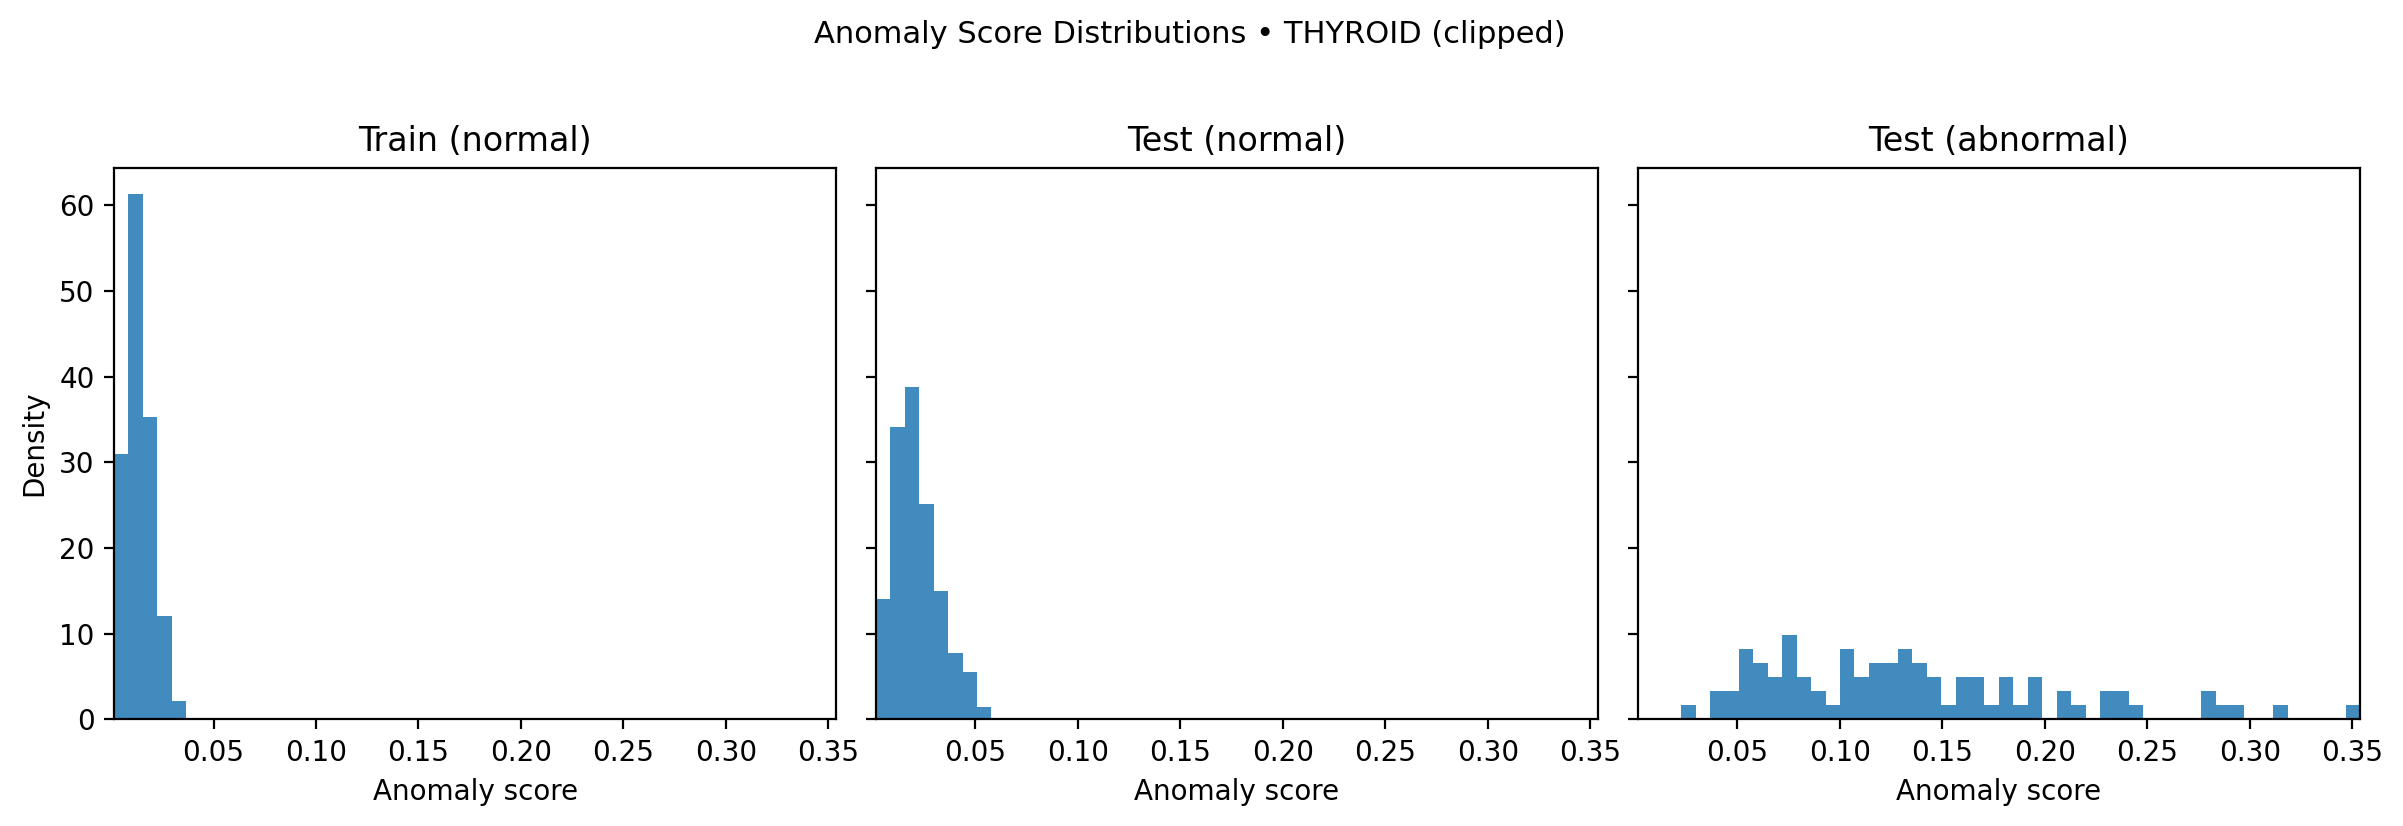 Anomaly Score Distributions • THYROID (clipped)
Train (normal)
Test (normal)
Test (abnormal)
Density
60
50
40
30
20
10
0
0.05 0.10 0.15 0.20 0.25 0.30 0.35
0.05 0.10 0.15 0.20 0.25 0.30 0.35
0.05 0.10 0.15 0.20 0.25 0.30 0.35
Anomaly score
Anomaly score
Anomaly score